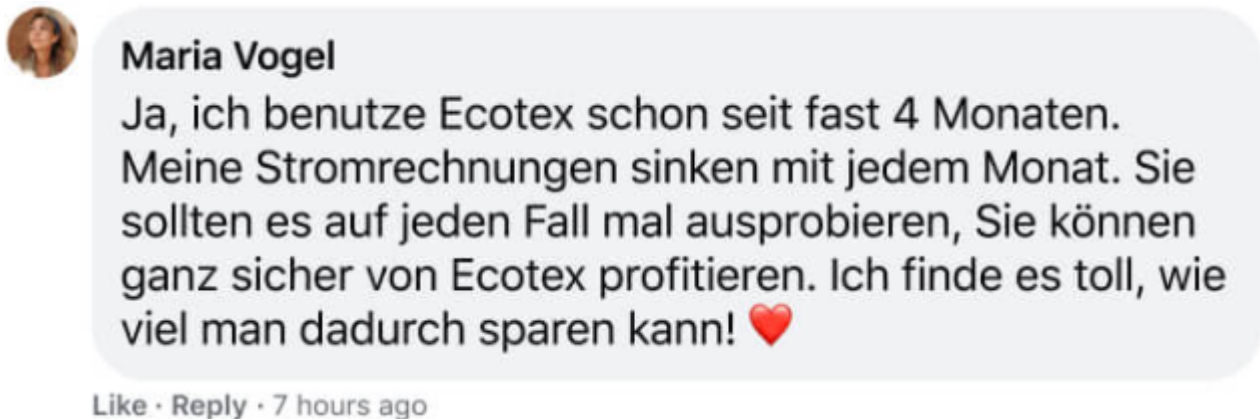 Maria Vogel
Ja, ich benutze Ecotex schon seit fast 4 Monaten.
Meine Stromrechnungen sinken mit jedem Monat. Sie
sollten es auf jeden Fall mal ausprobieren, Sie können
ganz sicher von Ecotex profitieren. Ich finde es toll, wie
viel man dadurch sparen kann! ❤️
Like · Reply · 7 hours ago